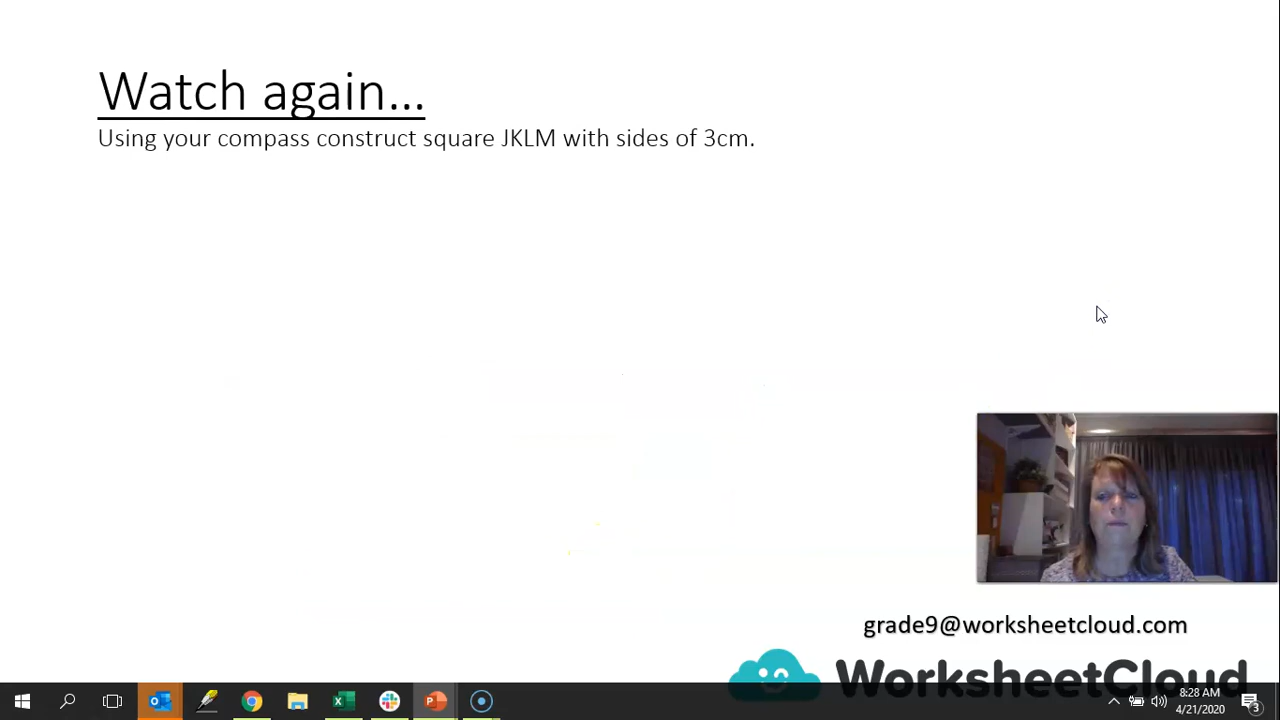 Watch again...
Using your compass construct square JKLM with sides of 3cm.
grade9@worksheetcloud.com
WorksheetCloud
8:28 AM
4/21/2020
3